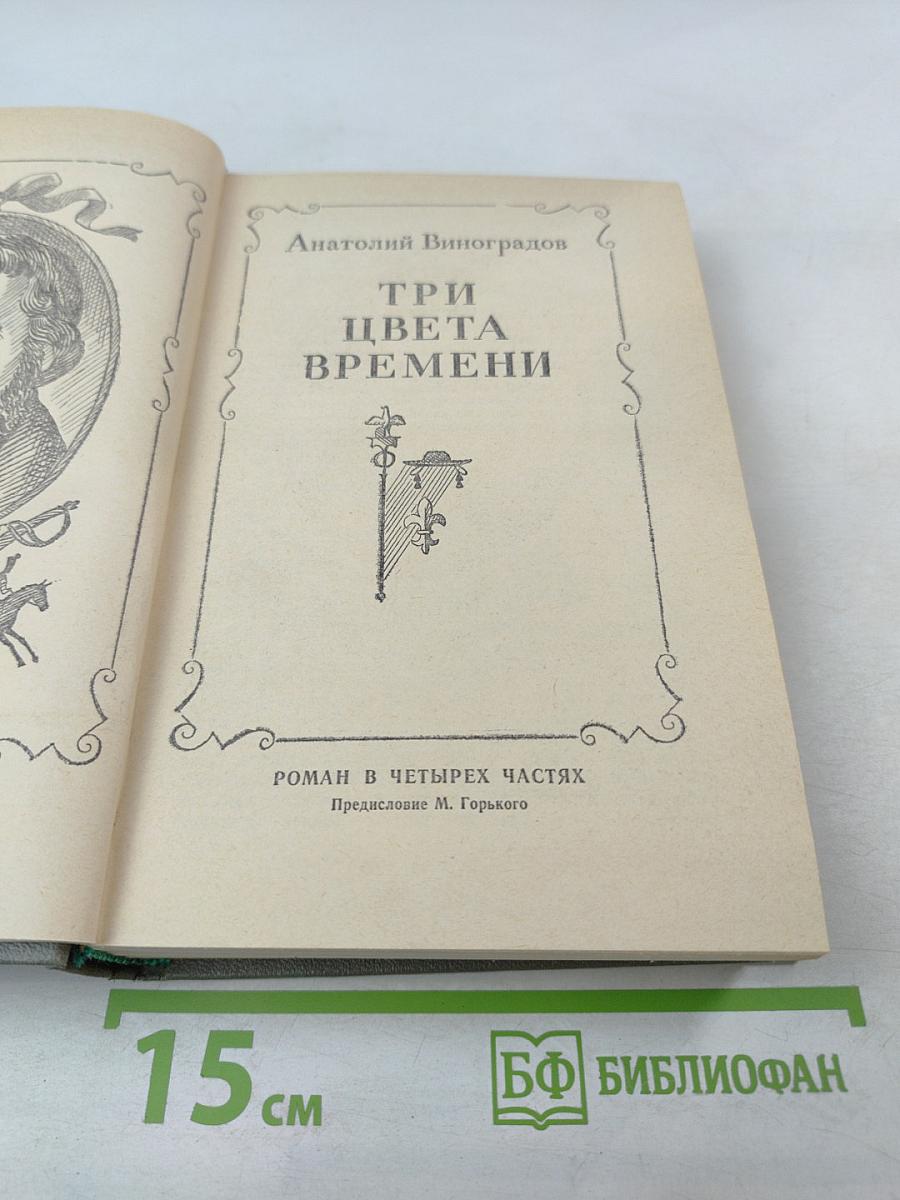 Анатолий Виноградов
ТРИ
ЦВЕТА
ВРЕМЕНИ
РОМАН В ЧЕТЫРЕХ ЧАСТЯХ
Предисловие М. Горького
15 см
БФ БИБЛИОФАН